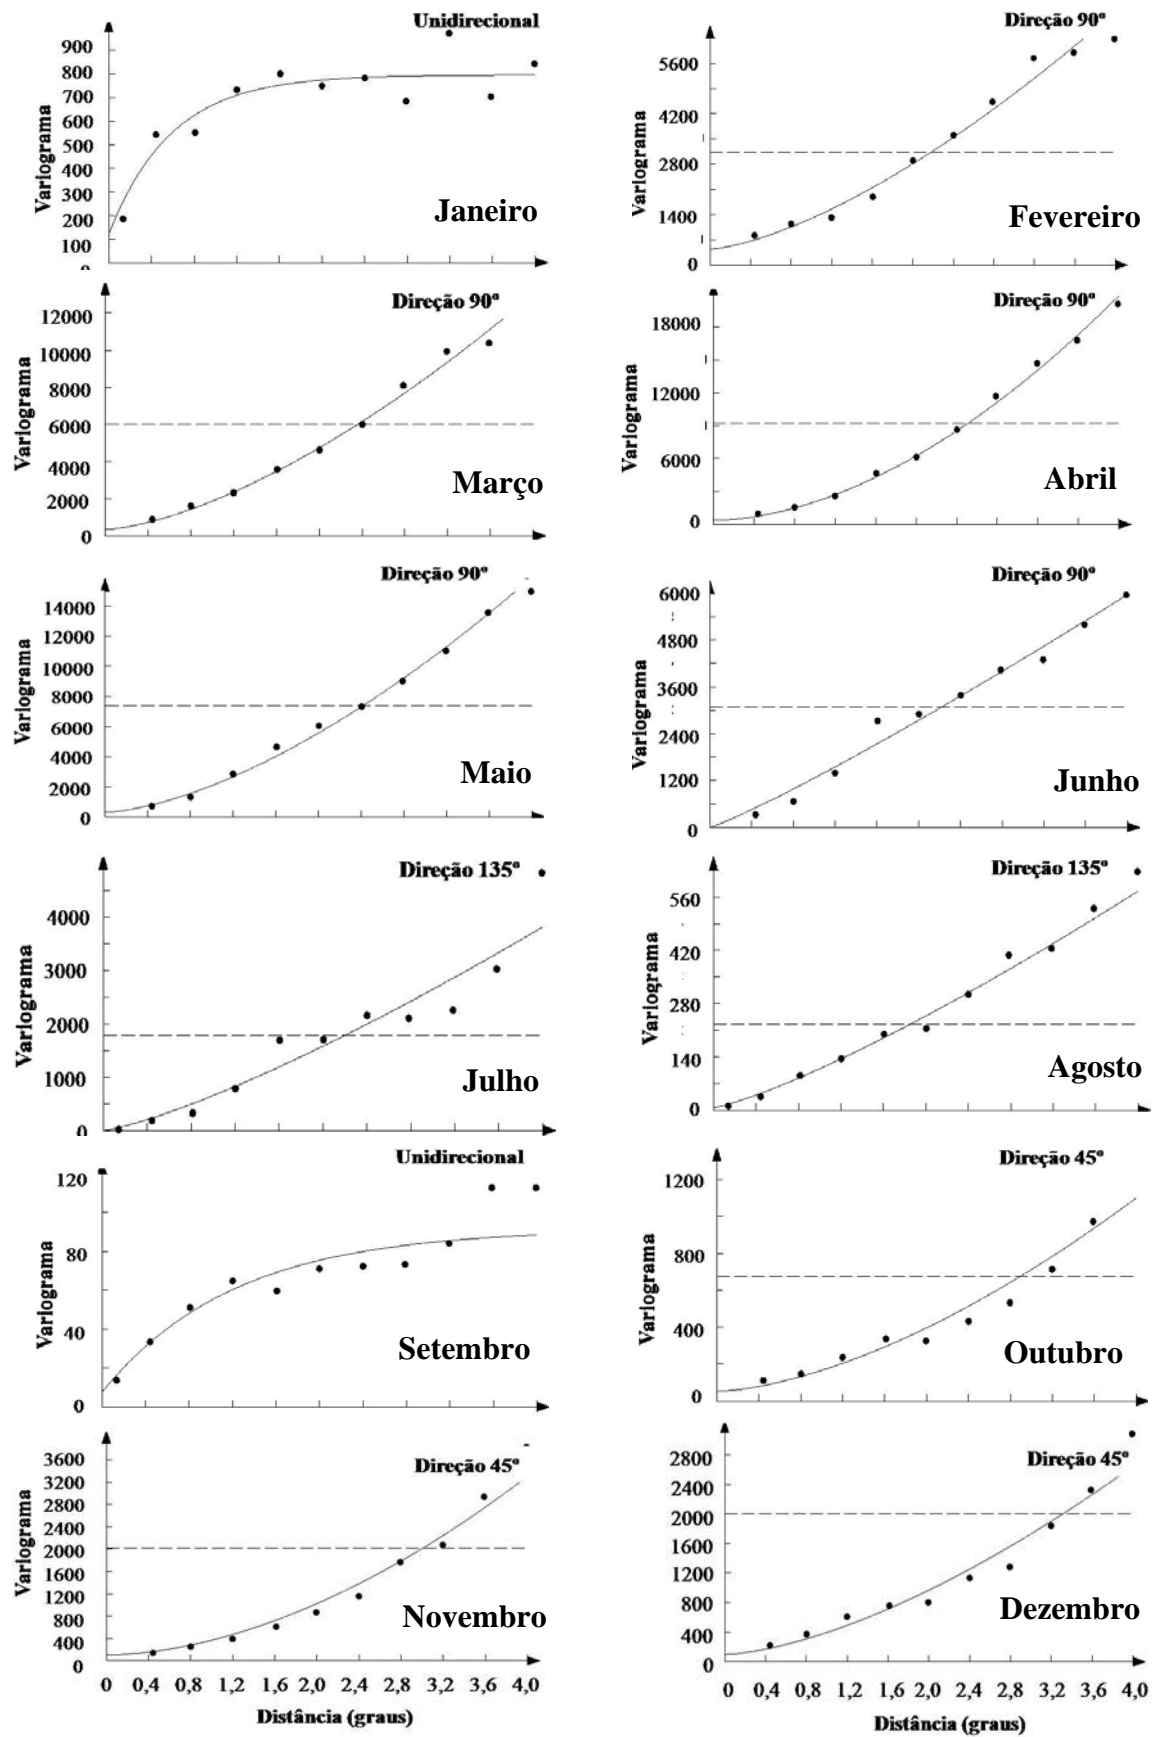 Unidirecional
900
800
700
600
500
400
300
200
100
0
Variograma
Janeiro
Direção 90º
5600
4200
2800
1400
0
Variograma
Fevereiro
Direção 90º
12000
10000
8000
6000
4000
2000
0
Variograma
Março
Direção 90º
18000
12000
6000
0
Variograma
Abril
Direção 90º
14000
12000
10000
8000
6000
4000
2000
0
Variograma
Maio
Direção 90º
6000
4800
3600
2400
1200
0
Variograma
Junho
Direção 135º
4000
3000
2000
1000
0
Variograma
Julho
Direção 135º
560
420
280
140
0
Variograma
Agosto
Unidirecional
120
80
40
0
Variograma
Setembro
Direção 45º
1200
800
400
0
Variograma
Outubro
Direção 45º
3600
3200
2800
2400
2000
1600
1200
800
400
0
Variograma
Novembro
0 0,4 0,8 1,2 1,6 2,0 2,4 2,8 3,2 3,6 4,0
Distância (graus)
Direção 45º
2800
2400
2000
1600
1200
800
400
0
Variograma
Dezembro
0 0,4 0,8 1,2 1,6 2,0 2,4 2,8 3,2 3,6 4,0
Distância (graus)